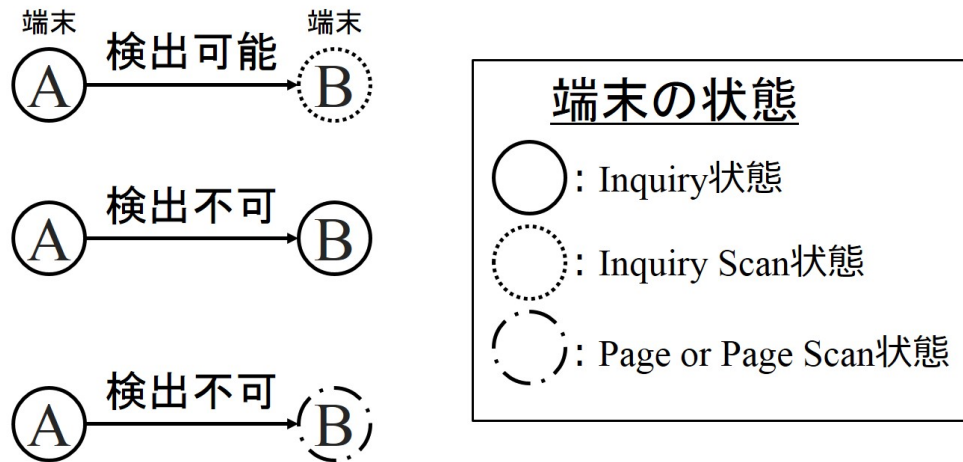 端末 端末
A 検出可能 B
A 検出不可 B
A 検出不可 B
端末の状態
: Inquiry状態
: Inquiry Scan状態
: Page or Page Scan状態